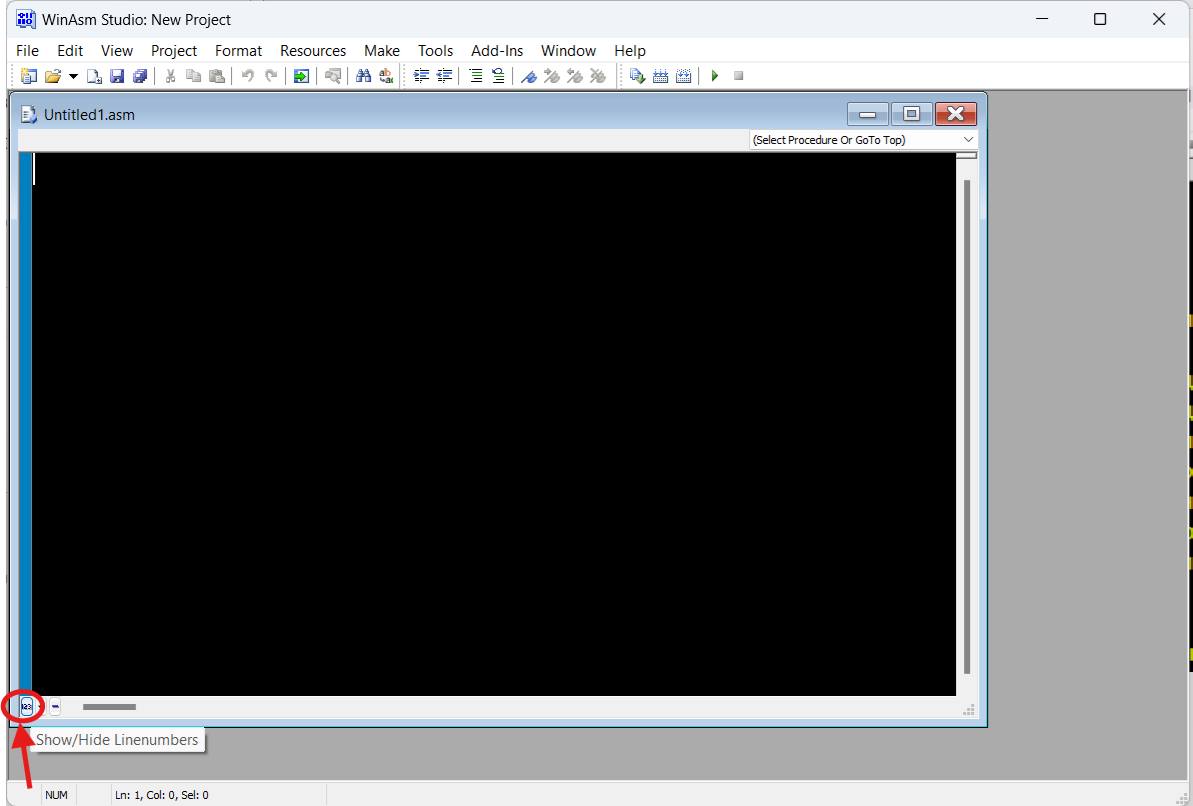 WinAsm Studio: New Project
File Edit View Project Format Resources Make Tools Add-Ins Window Help
Untitled1.asm
(Select Procedure Or GoTo Top)
123
Show/Hide Linenumbers
NUM Ln: 1, Col: 0, Sel: 0